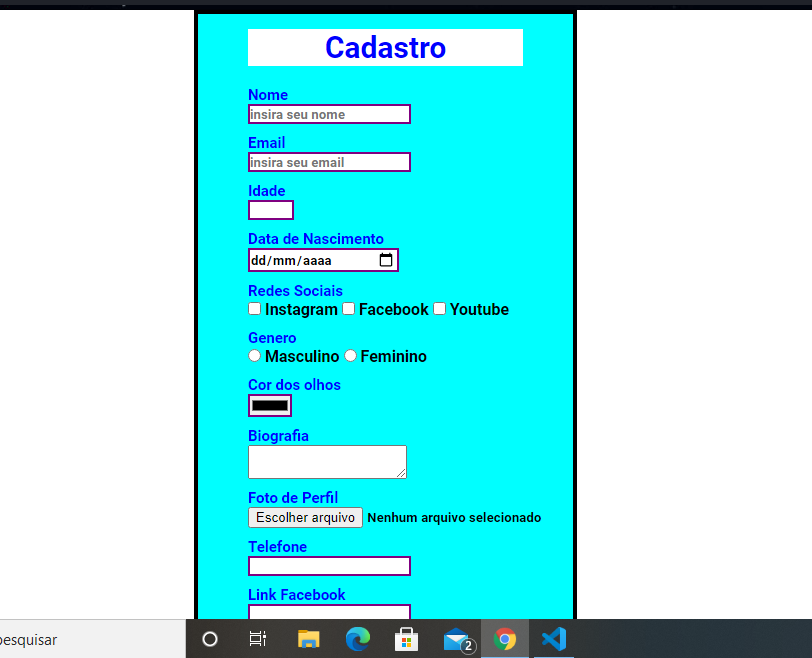 Cadastro
Nome
insira seu nome
Email
insira seu email
Idade
Data de Nascimento
dd/mm/aaaa
Redes Sociais
Instagram Facebook Youtube
Genero
Masculino Feminino
Cor dos olhos
Biografia
Foto de Perfil
Escolher arquivo Nenhum arquivo selecionado
Telefone
Link Facebook
pesquisar
2